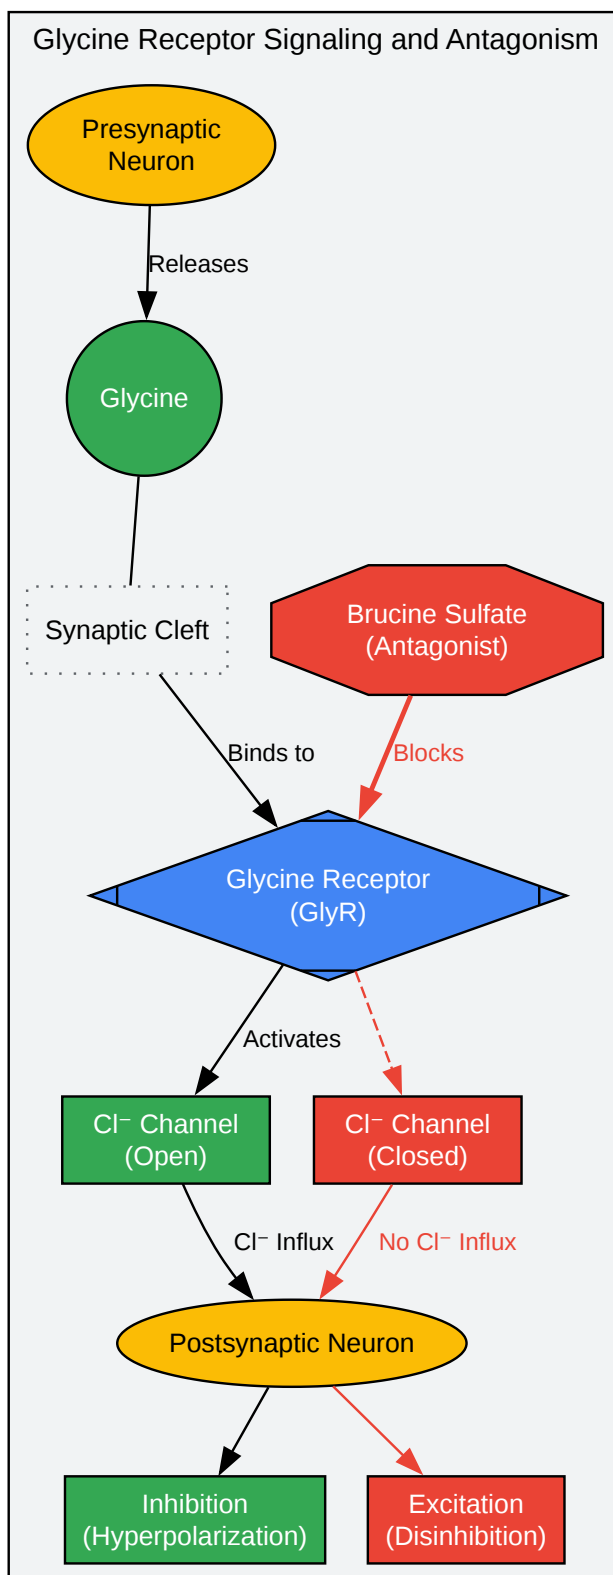 Glycine Receptor Signaling and Antagonism
Presynaptic
Neuron
Releases
Glycine
Synaptic Cleft
Brucine Sulfate
(Antagonist)
Binds to
Blocks
Glycine Receptor
(GlyR)
Activates
Cl⁻ Channel
(Open)
Cl⁻ Channel
(Closed)
Cl⁻ Influx
No Cl⁻ Influx
Postsynaptic Neuron
Inhibition
(Hyperpolarization)
Excitation
(Disinhibition)